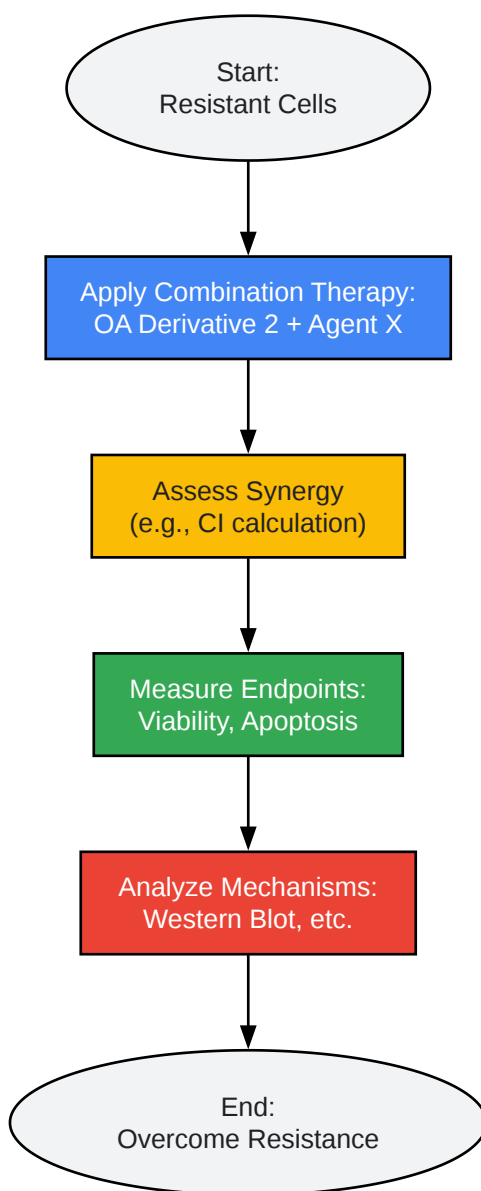 Start:
Resistant Cells
Apply Combination Therapy:
OA Derivative 2 + Agent X
Assess Synergy
(e.g., CI calculation)
Measure Endpoints:
Viability, Apoptosis
Analyze Mechanisms:
Western Blot, etc.
End:
Overcome Resistance